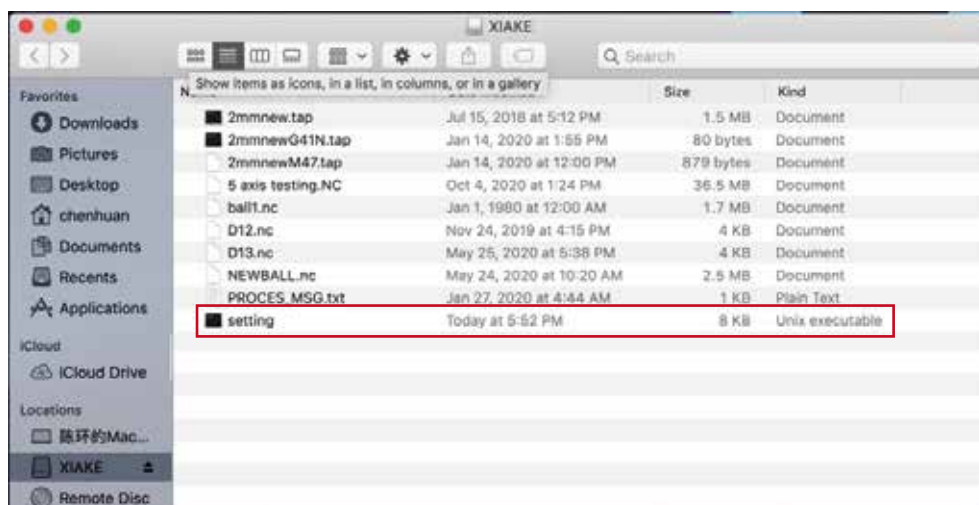 XIAKE
Search
Show items as icons, in a list, in columns, or in a gallery
Size Kind
2mmnew.tap Jul 15, 2018 at 5:12 PM 1.5 MB Document
2mmnewG41N.tap Jan 14, 2020 at 1:55 PM 80 bytes Document
2mmnewM47.tap Jan 14, 2020 at 12:00 PM 879 bytes Document
5 axis testing.NC Oct 4, 2020 at 1:24 PM 36.5 MB Document
ball1.nc Jan 1, 1980 at 12:00 AM 1.7 MB Document
D12.nc Nov 24, 2019 at 4:15 PM 4 KB Document
D13.nc May 25, 2020 at 5:38 PM 4 KB Document
NEWBALL.nc May 24, 2020 at 10:20 AM 2.5 MB Document
PROCES_MSG.txt Jan 27, 2020 at 4:44 AM 1 KB Plain Text
setting Today at 5:52 PM 8 KB Unix executable
Favorites
Downloads
Pictures
Desktop
chenhuan
Documents
Recents
Applications
iCloud
iCloud Drive
Locations
陈环的Mac...
XIAKE
Remote Disc